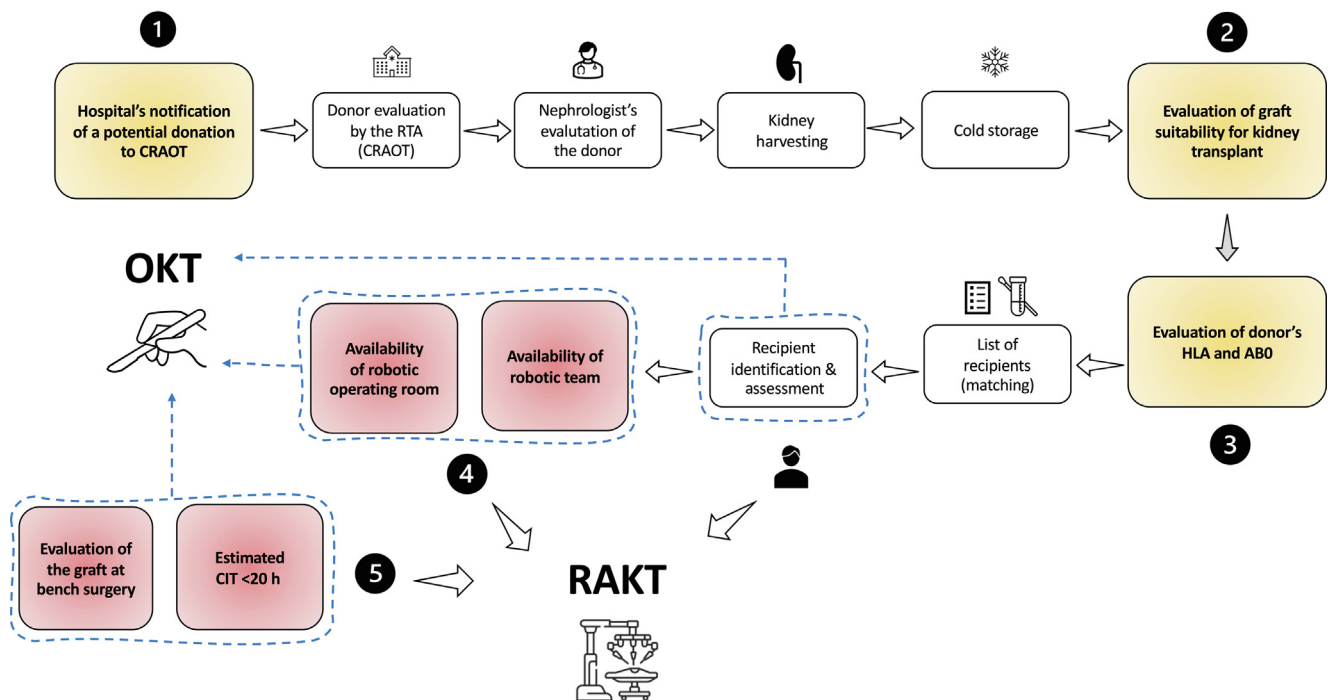 1
Hospital's notification
of a potential donation
to CRAOT
Donor evaluation
by the RTA
(CRAOT)
Nephrologist's
evalutation of
the donor
Kidney
harvesting
Cold storage
2
Evaluation of graft
suitability for kidney
transplant
Evaluation of donor's
HLA and AB0
3
List of
recipients
(matching)
Recipient
identification &
assessment
Availability of
robotic team
Availability
of robotic
operating room
OKT
4
Evaluation of
the graft at
bench surgery
Estimated
CIT <20 h
5
RAKT